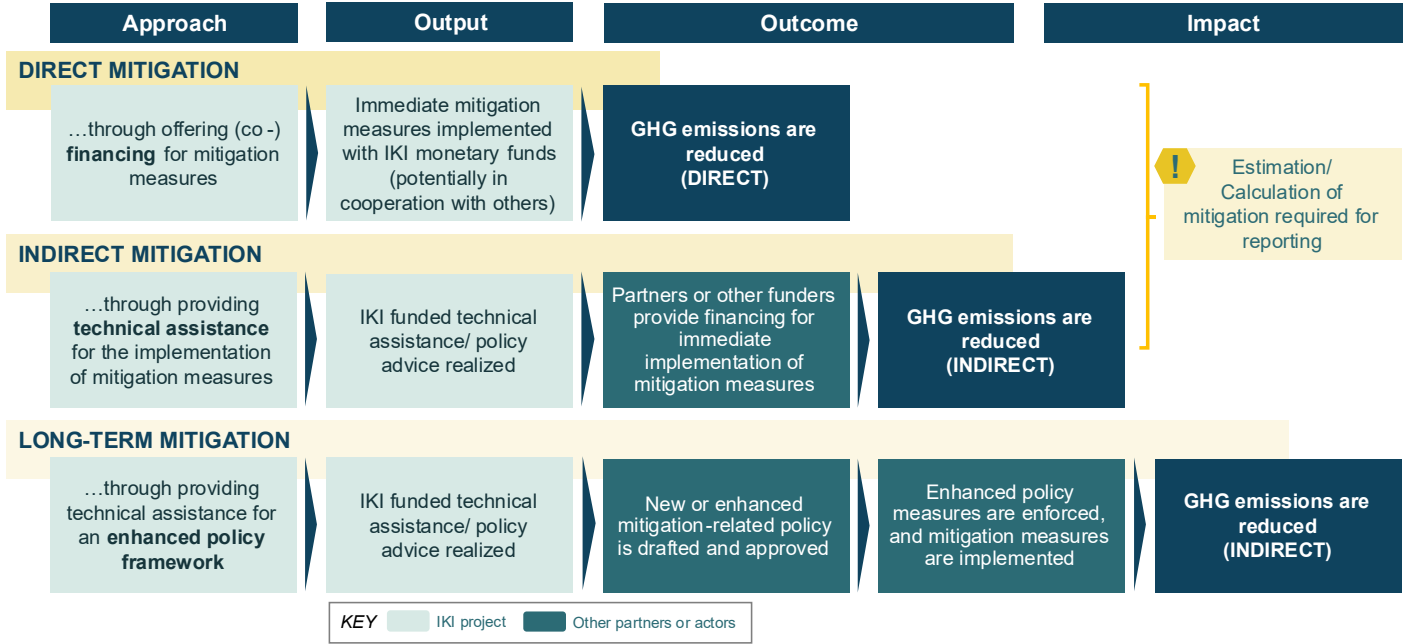 Approach
Output
Outcome
Impact
DIRECT MITIGATION
…through offering (co -)
financing for mitigation
measures
Immediate mitigation
measures implemented
with IKI monetary funds
(potentially in
cooperation with others)
GHG emissions are
reduced
(DIRECT)
!
Estimation/
Calculation of
mitigation required for
reporting
INDIRECT MITIGATION
…through providing
technical assistance
for the implementation
of mitigation measures
IKI funded technical
assistance/ policy
advice realized
Partners or other funders
provide financing for
immediate
implementation of
mitigation measures
GHG emissions are
reduced
(INDIRECT)
LONG-TERM MITIGATION
…through providing
technical assistance for
an enhanced policy
framework
IKI funded technical
assistance/ policy
advice realized
New or enhanced
mitigation-related policy
is drafted and approved
Enhanced policy
measures are enforced,
and mitigation measures
are implemented
GHG emissions are
reduced
(INDIRECT)
KEY
IKI project
Other partners or actors